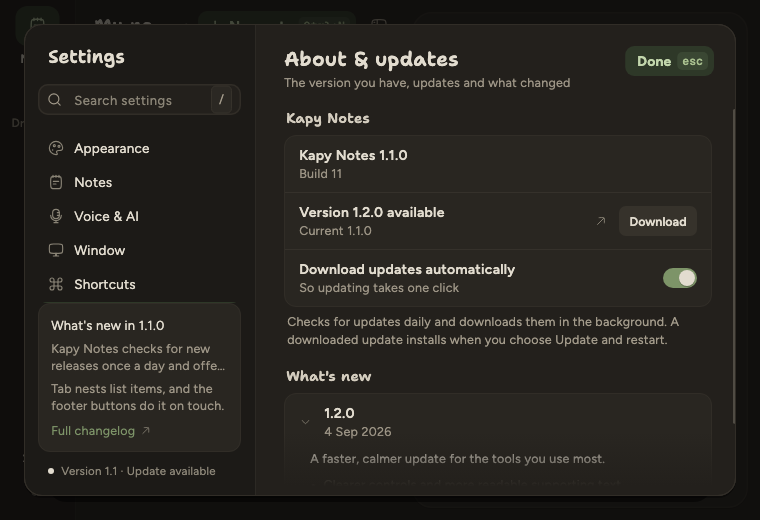 Settings
Search settings
/
Appearance
Notes
Voice & AI
Window
Shortcuts
What's new in 1.1.0
Kapy Notes checks for new
releases once a day and offe...
Tab nests list items, and the
footer buttons do it on touch.
Full changelog
Version 1.1 · Update available
About & updates
The version you have, updates and what changed
Done esc
Kapy Notes
Kapy Notes 1.1.0
Build 11
Version 1.2.0 available
Current 1.1.0
Download
Download updates automatically
So updating takes one click
Checks for updates daily and downloads them in the background. A
downloaded update installs when you choose Update and restart.
What's new
1.2.0
4 Sep 2026
A faster, calmer update for the tools you use most.